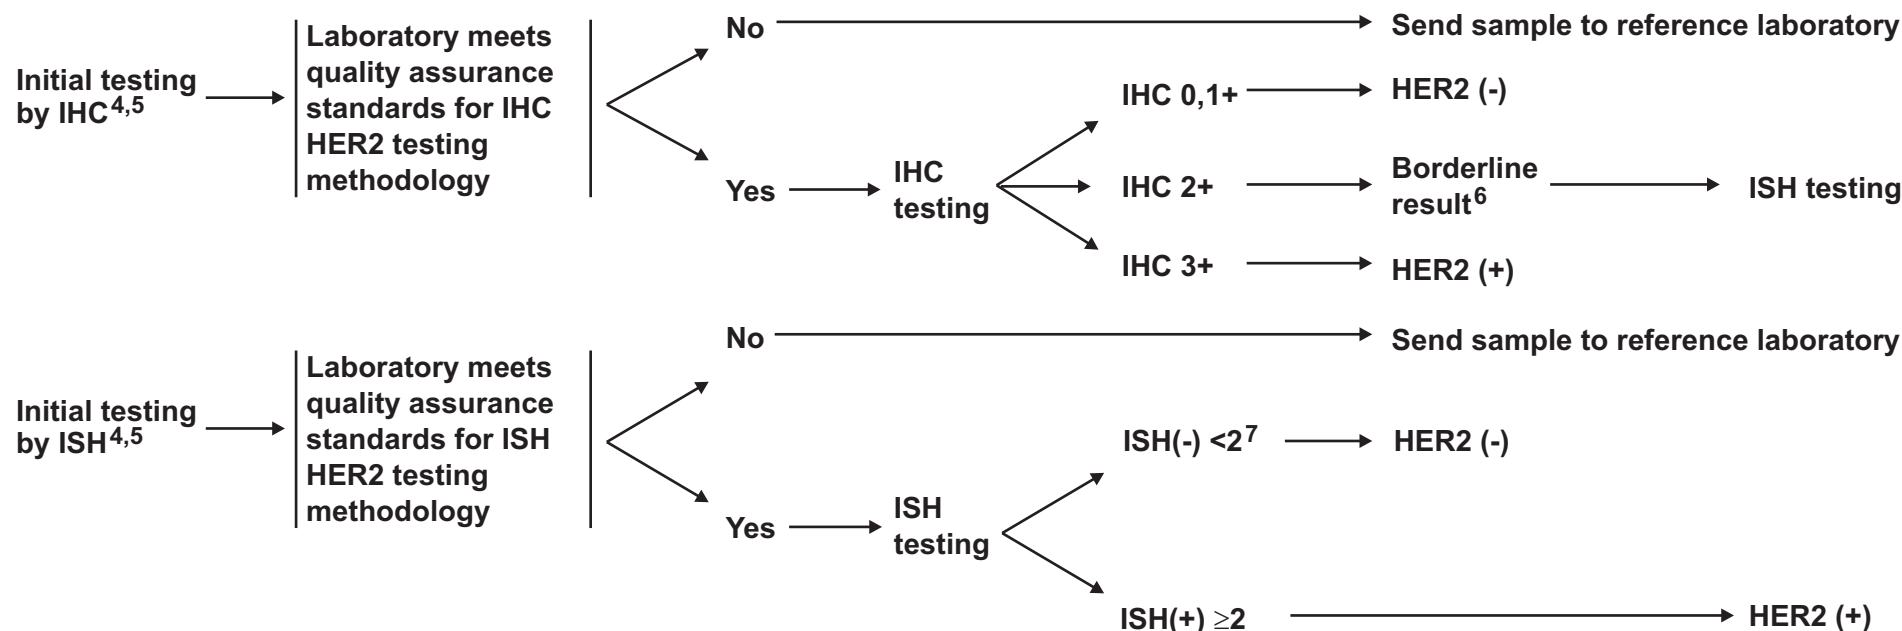 No
Send sample to reference laboratory
Initial testing
by IHC4,5
Laboratory meets
quality assurance
standards for IHC
HER2 testing
methodology
IHC 0,1+
HER2 (-)
Yes
IHC
testing
IHC 2+
Borderline
result6
ISH testing
IHC 3+
HER2 (+)
No
Send sample to reference laboratory
Initial testing
by ISH4,5
Laboratory meets
quality assurance
standards for ISH
HER2 testing
methodology
ISH(-) <27
HER2 (-)
Yes
ISH
testing
ISH(+) ≥2
HER2 (+)